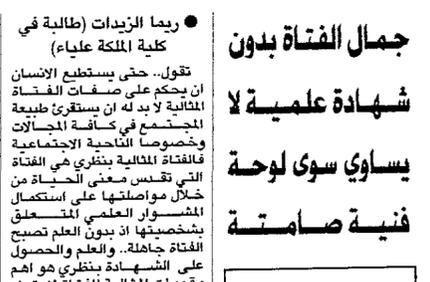 جمال الفتاة بدون
شهادة علمية لا
يساوي سوى لوحة
فنية صامتة
● ريما الزيدات (طالبة في
كلية الملكة علياء)
تقول.. حتى يستطيع الانسان
أن يحكم على صفات الفتاة
المثالية لا بد له ان يستقرئ طبيعة
المجتمع في كافة المجالات
وخصوصا الناحية الاجتماعية
فالفتاة المثالية بنظري هي الفتاة
التي تقدس معنى الحياة من
خلال مواصلتها على استكمال
المشوار العلمي المتعلق
بشخصيتها اذ بدون العلم تصبح
الفتاة جاهلة.. والعلم والحصول
على الشهادة بنظري هو اهم